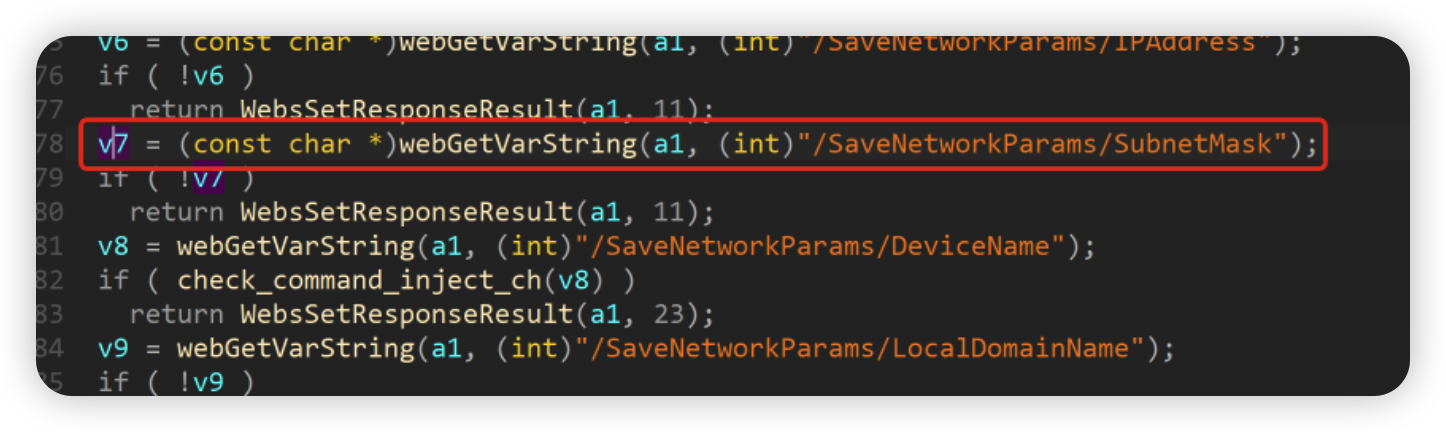 75 v6 = (const char *)webGetVarString(a1, (int)"/SaveNetworkParams/IPAddress");
76 if ( !v6 )
77 return WebsSetResponseResult(a1, 11);
78 v7 = (const char *)webGetVarString(a1, (int)"/SaveNetworkParams/SubnetMask");
79 if ( !v7 )
80 return WebsSetResponseResult(a1, 11);
81 v8 = webGetVarString(a1, (int)"/SaveNetworkParams/DeviceName");
82 if ( check_command_inject_ch(v8) )
83 return WebsSetResponseResult(a1, 23);
84 v9 = webGetVarString(a1, (int)"/SaveNetworkParams/LocalDomainName");
85 if ( !v9 )